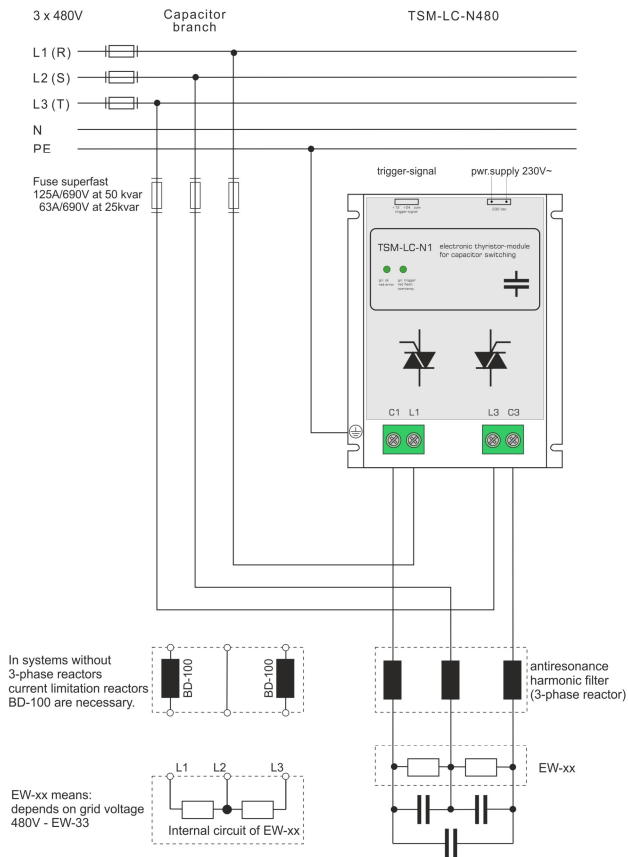 3 x 480V
Capacitor
branch
TSM-LC-N480
L1 (R)
L2 (S)
L3 (T)
N
PE
Fuse superfast
125A/690V at 50 kvar
63A/690V at 25kvar
trigger-signal
pwr.supply 230V~
trigger-signal
230 Vac
TSM-LC-N1
electronic thyristor-module
for capacitor switching
C1 L1
L3 C3
In systems without
3-phase reactors
current limitation reactors
BD-100 are necessary.
BD-100
BD-100
antiresonance
harmonic filter
(3-phase reactor)
EW-xx
L1 L2 L3
Internal circuit of EW-xx
EW-xx means:
depends on grid voltage
480V - EW-33